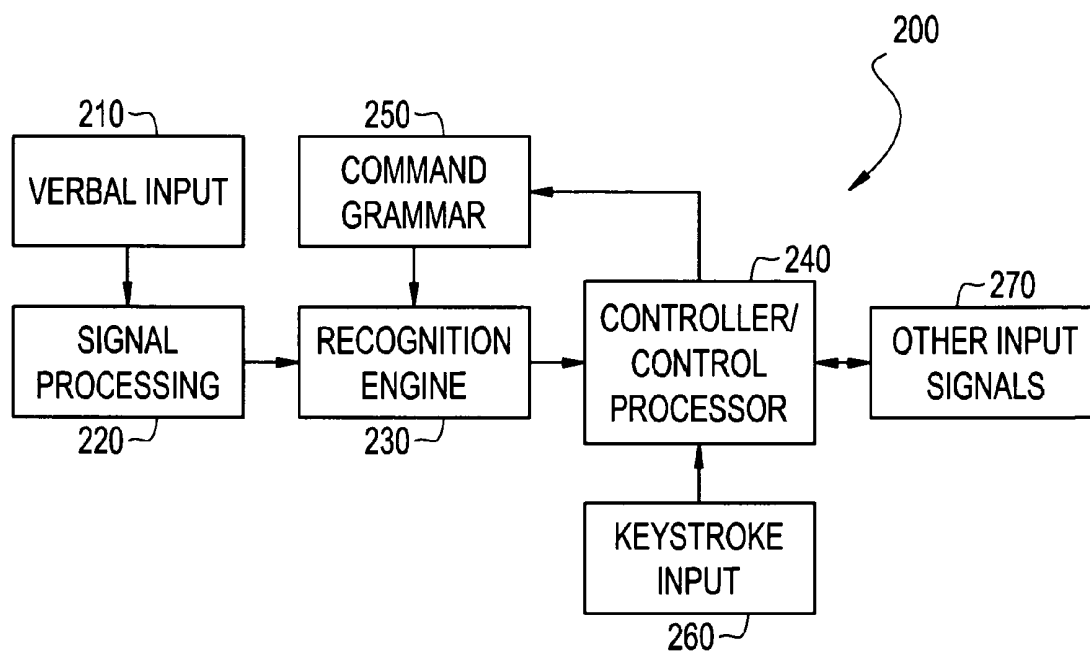 200
210
VERBAL INPUT
250
COMMAND
GRAMMAR
SIGNAL
PROCESSING
220
RECOGNITION
ENGINE
230
240
CONTROLLER/
CONTROL
PROCESSOR
270
OTHER INPUT
SIGNALS
KEYSTROKE
INPUT
260